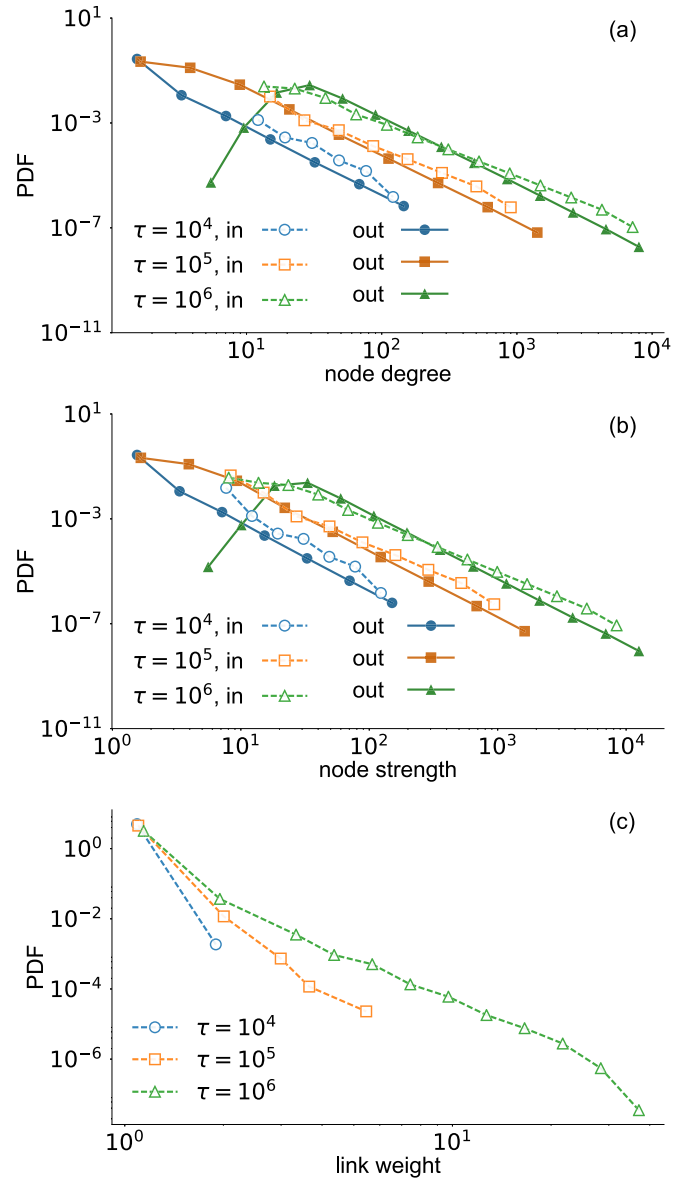 (a)
10^1
10^-3
10^-7
10^-11
PDF
τ = 10^4, in out
τ = 10^5, in out
τ = 10^6, in out
10^1 10^2 10^3 10^4
node degree
(b)
10^1
10^-3
10^-7
10^-11
PDF
τ = 10^4, in out
τ = 10^5, in out
τ = 10^6, in out
10^0 10^1 10^2 10^3 10^4
node strength
(c)
10^0
10^-2
10^-4
10^-6
PDF
τ = 10^4
τ = 10^5
τ = 10^6
10^0 10^1
link weight